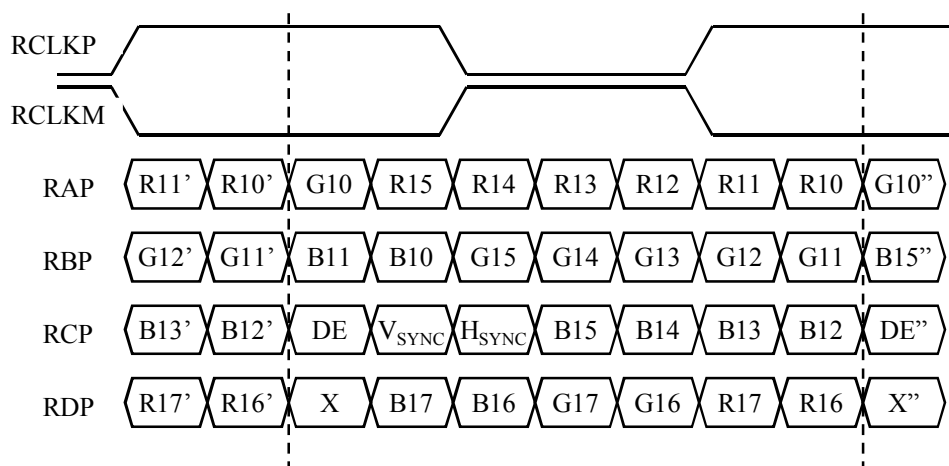 RCLKP
RCLKM
RAP R11’ R10’ G10 R15 R14 R13 R12 R11 R10 G10”
RBP G12’ G11’ B11 B10 G15 G14 G13 G12 G11 B15”
RCP B13’ B12’ DE VSYNC HSYNC B15 B14 B13 B12 DE”
RDP R17’ R16’ X B17 B16 G17 G16 R17 R16 X”